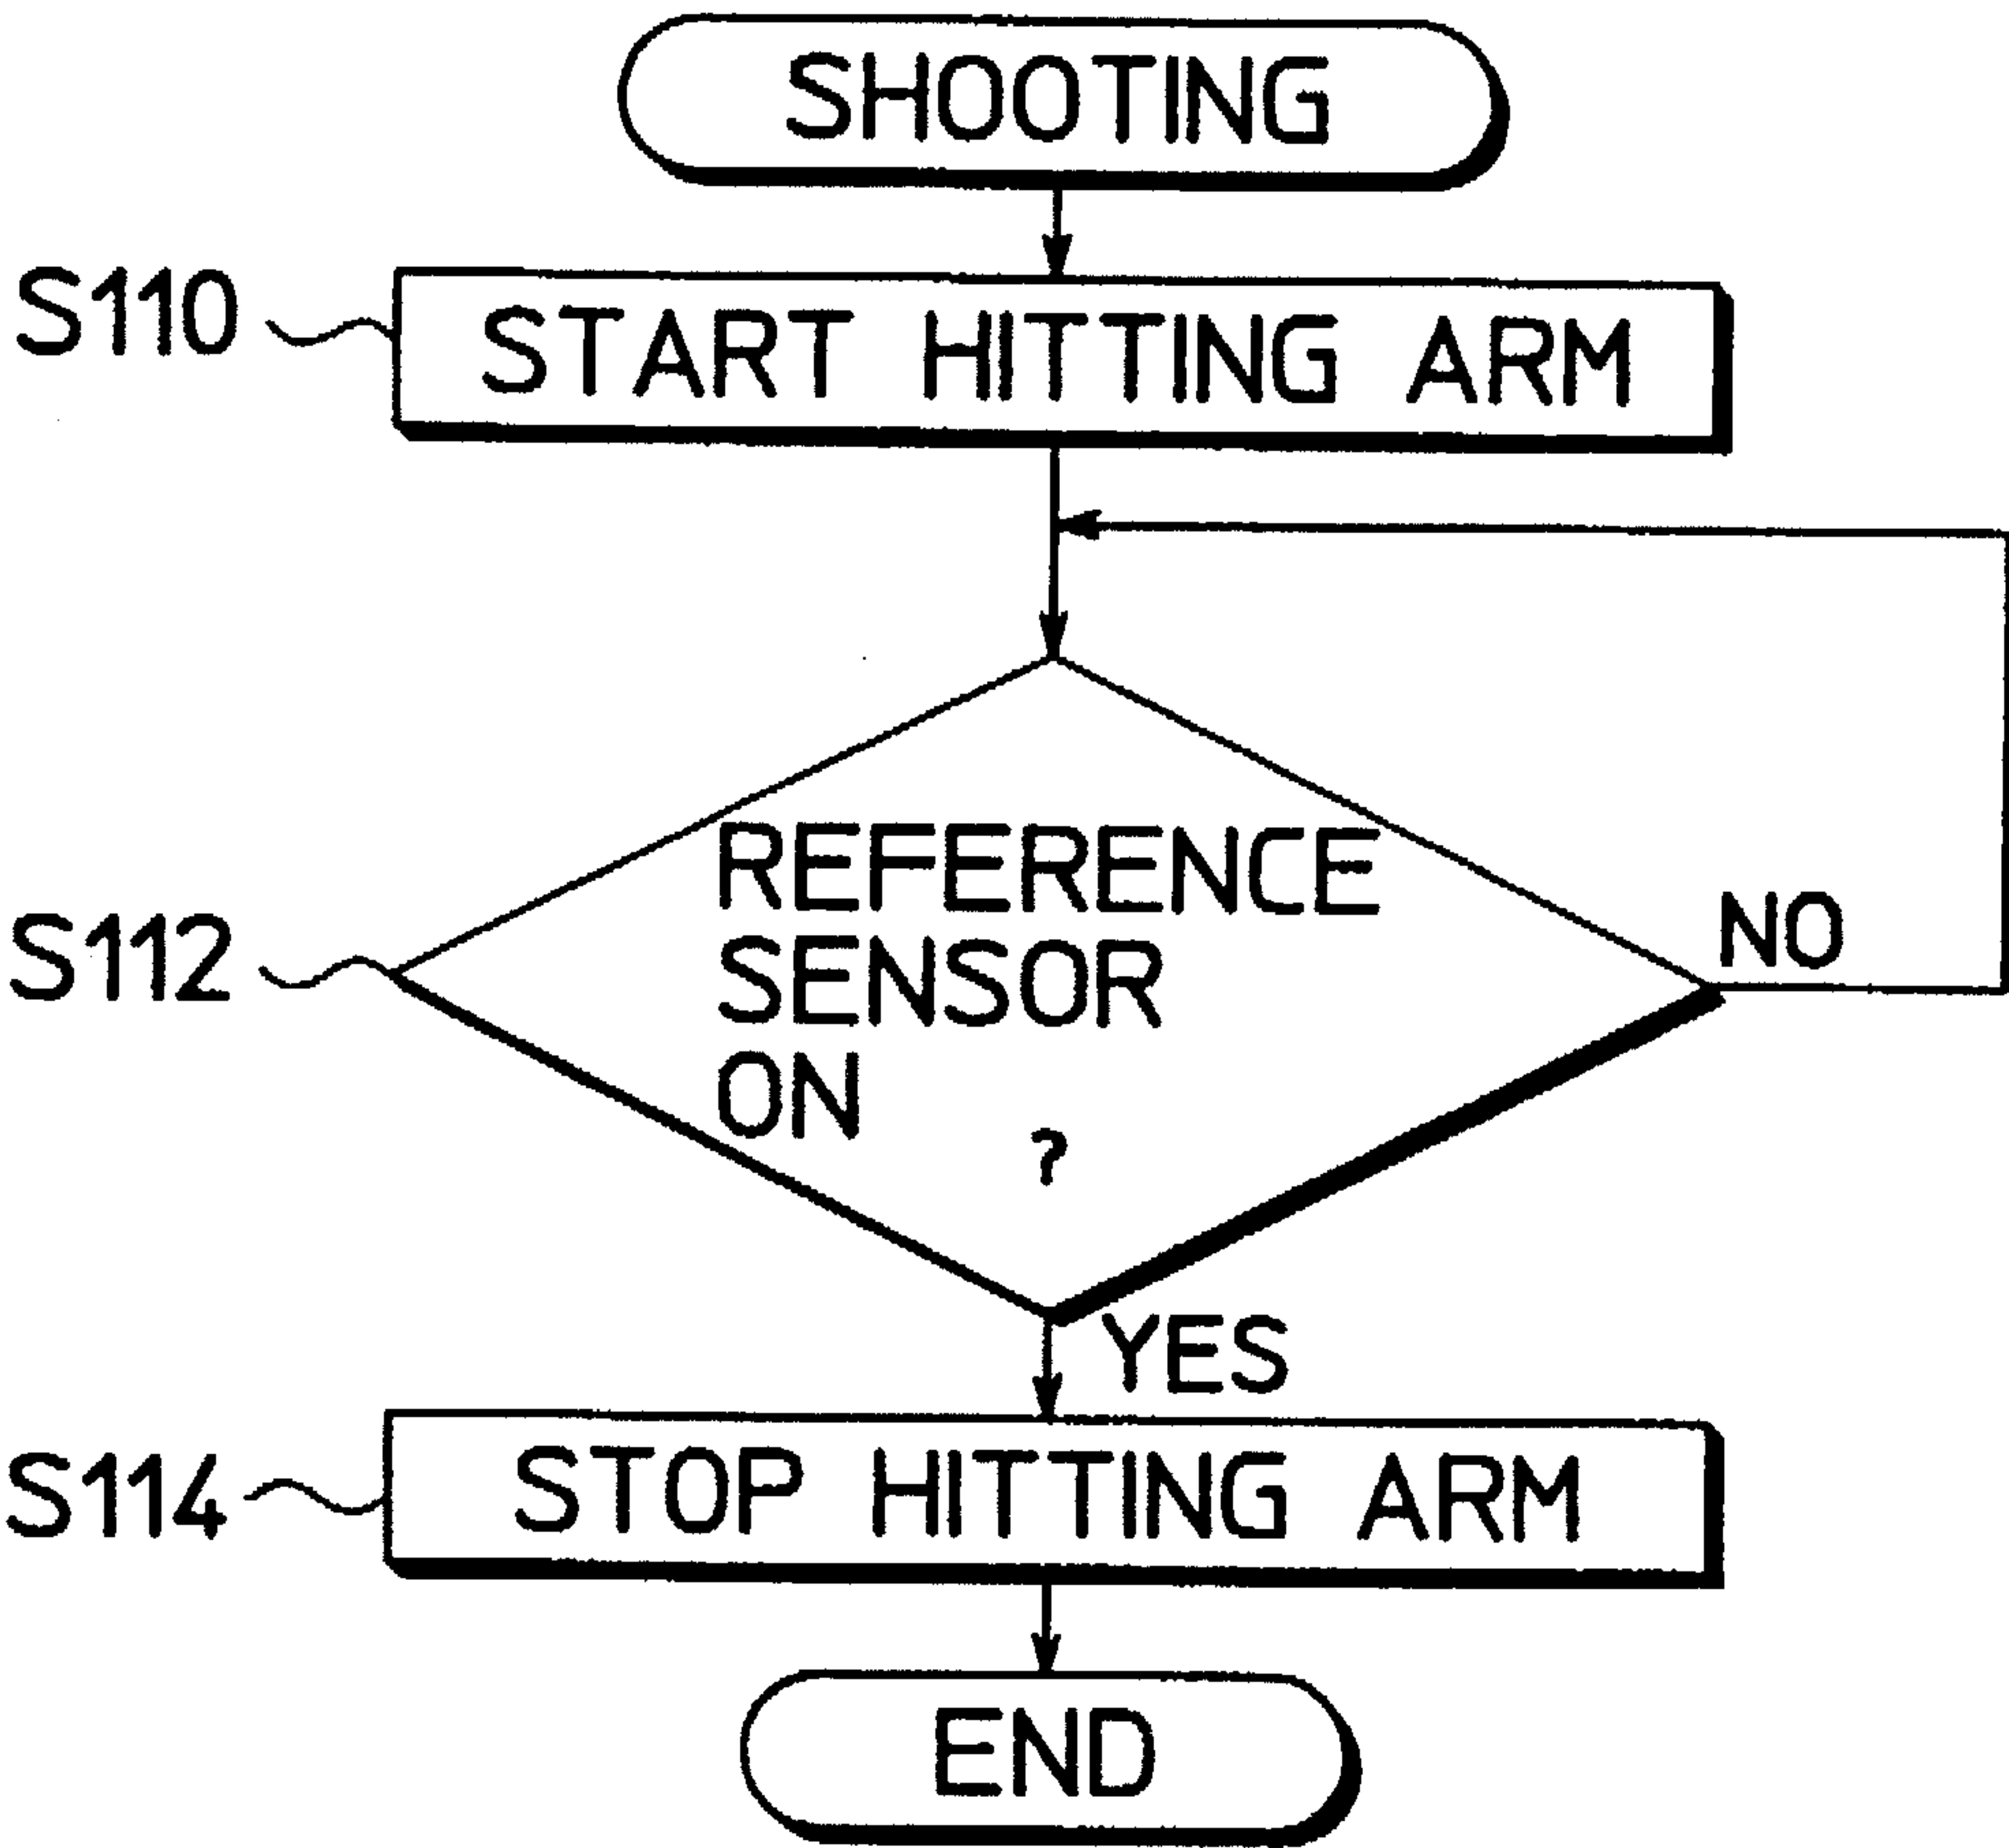 SHOOTING
S110
START HITTING ARM
REFERENCE
SENSOR
ON
?
S112
NO
YES
S114
STOP HITTING ARM
END